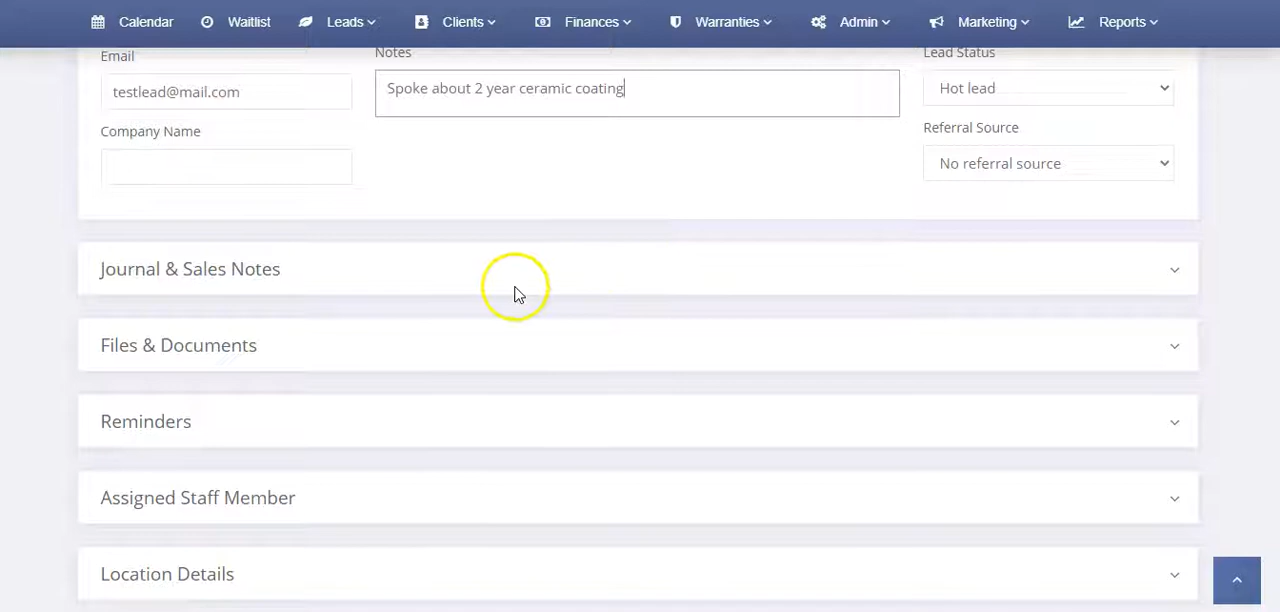 Calendar Waitlist Leads Clients Finances Warranties Admin Marketing Reports
Email Notes Lead Status
testlead@mail.com Spoke about 2 year ceramic coating Hot lead
Company Name Referral Source
No referral source
Journal & Sales Notes
Files & Documents
Reminders
Assigned Staff Member
Location Details